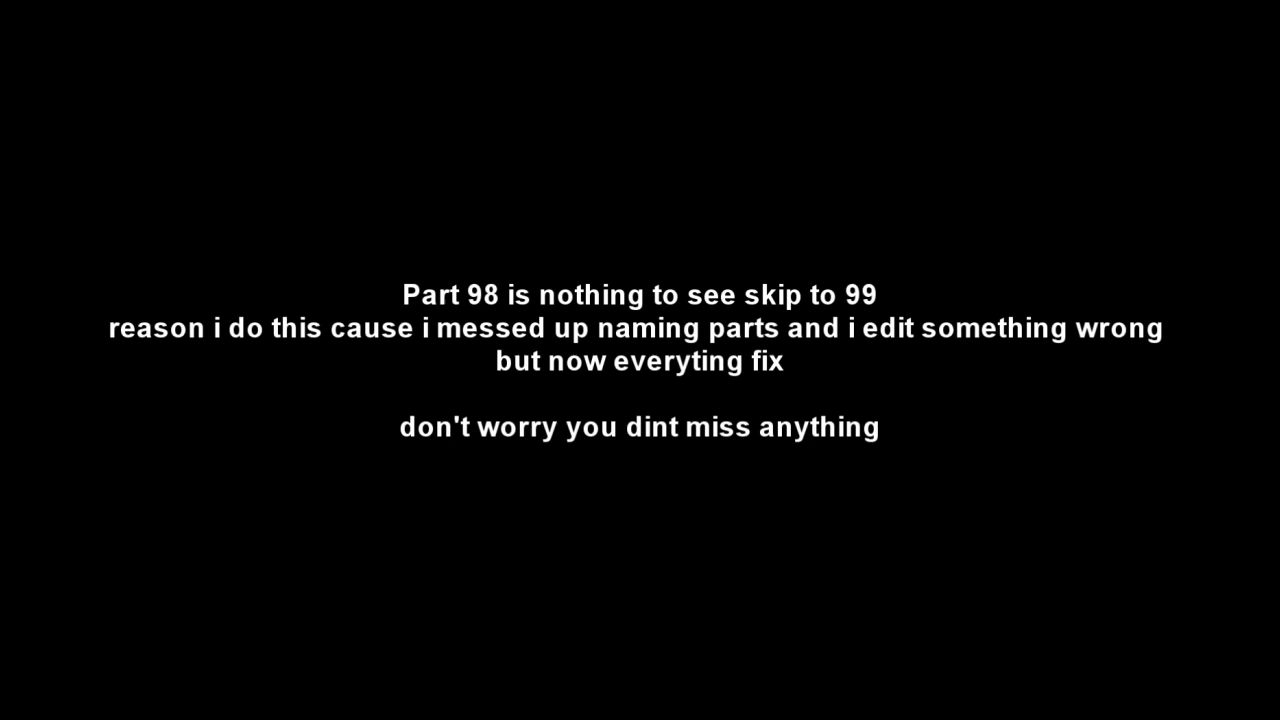 Part 98 is nothing to see skip to 99
reason i do this cause i messed up naming parts and i edit something wrong
but now everyting fix
don't worry you dint miss anything